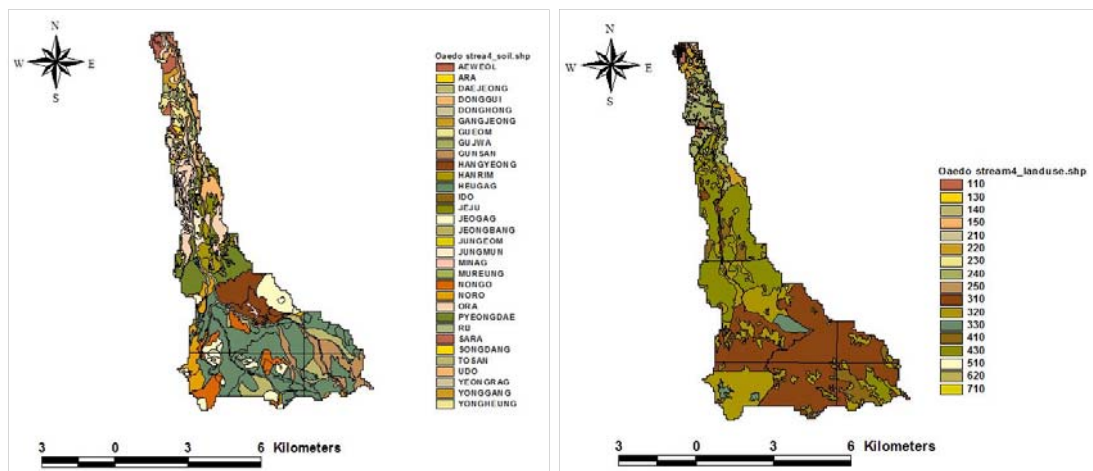 N
W E
S
Oaedo strea4_soil.shp
AEWEOL
ARA
DAEJEONG
DONGGUI
DONGHONG
GANGJEONG
GUEOM
GUJWA
GUNSAN
HANGYEONG
HANRIM
HEUGAG
IDO
JEJU
JEOGAG
JEONGBANG
JUNGEOM
JUNGMUN
MINAG
MUREUNG
NONGO
NORO
ORA
PYEONGDAE
RB
SARA
SONGDANG
TOSAN
UDO
YEONGRAG
YONGGANG
YONGHEUNG
3 0 3 6 Kilometers
N
W E
S
Oaedo stream4_landuse.shp
110
130
140
150
210
220
230
240
250
310
320
330
410
430
510
620
710
3 0 3 6 Kilometers